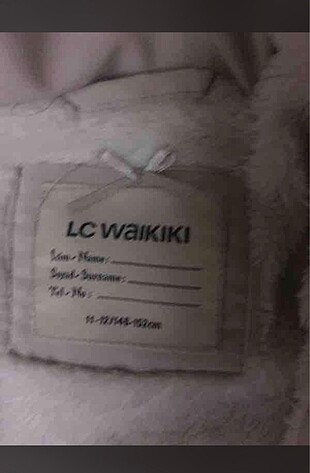 LC WAIKIKI
İsim - Name :
Soyad - Surname :
Tel - No :
11-12/146-152cm